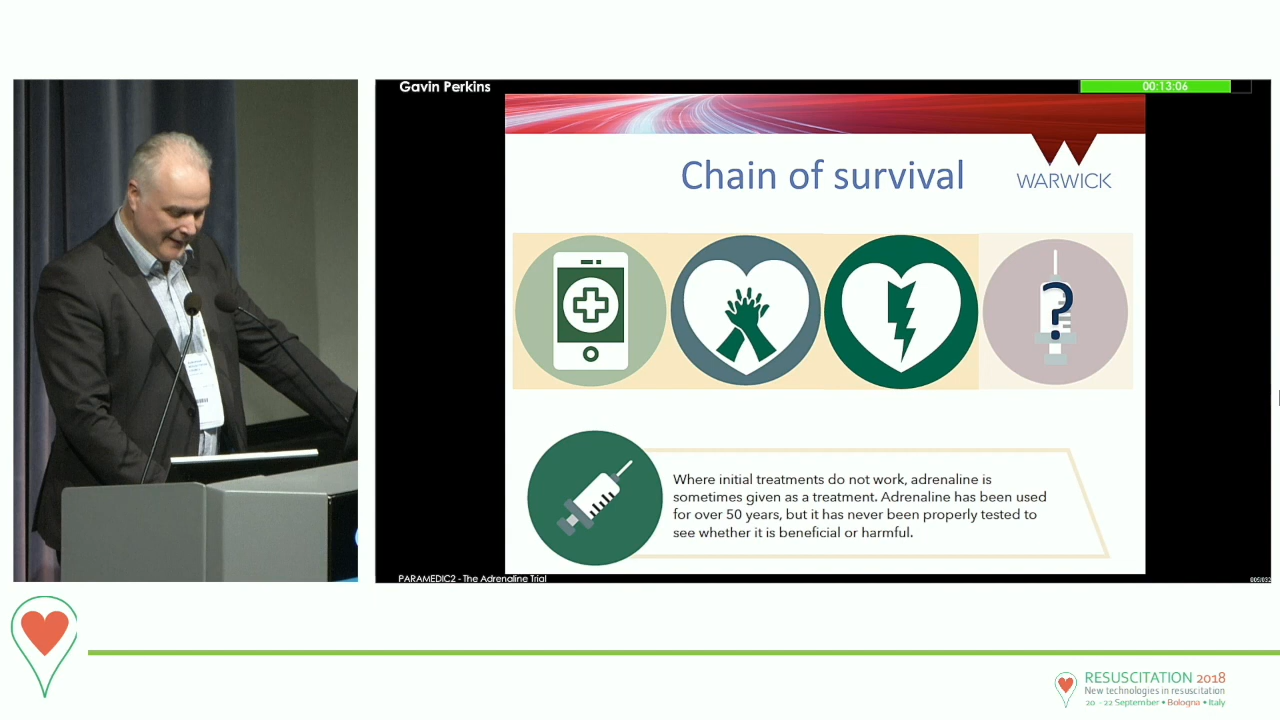 Gavin Perkins
00:13:06
Chain of survival
WARWICK
?
Where initial treatments do not work, adrenaline is
sometimes given as a treatment. Adrenaline has been used
for over 50 years, but it has never been properly tested to
see whether it is beneficial or harmful.
PARAMEDIC2 - The Adrenaline Trial
RESUSCITATION 2018
New technologies in resuscitation
20 - 22 September • Bologna • Italy